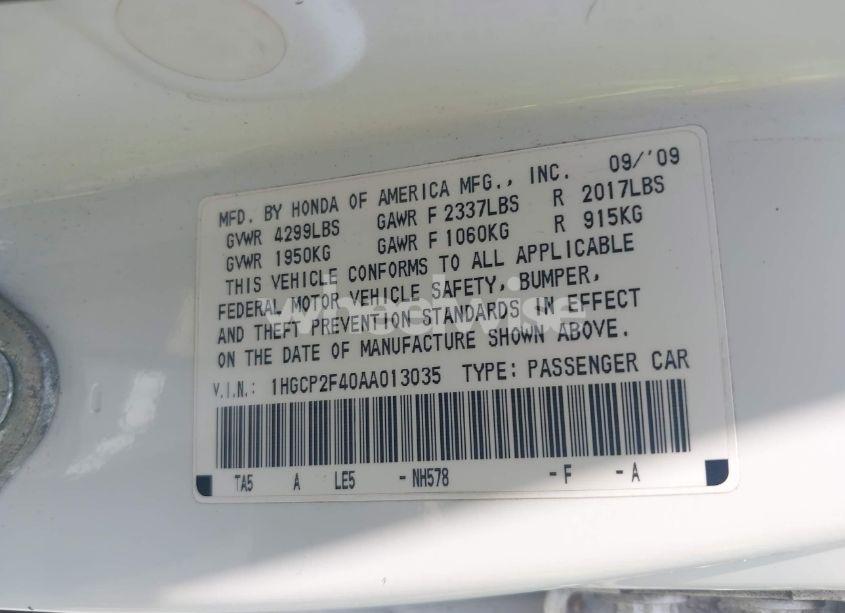 MFD. BY HONDA OF AMERICA MFG., INC. 09/'09
GVWR 4299LBS GAWR F 2337LBS R 2017LBS
GVWR 1950KG GAWR F 1060KG R 915KG
THIS VEHICLE CONFORMS TO ALL APPLICABLE
FEDERAL MOTOR VEHICLE SAFETY, BUMPER,
AND THEFT PREVENTION STANDARDS IN EFFECT
ON THE DATE OF MANUFACTURE SHOWN ABOVE.
V.I.N.: 1HGCP2F40AA013035 TYPE: PASSENGER CAR
TA5 A LE5 - NH578 - F - A
wheelwise